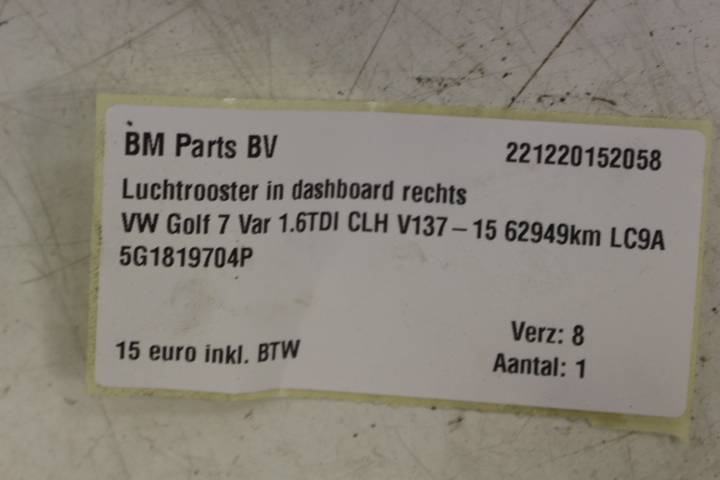 BM Parts BV 221220152058
Luchtrooster in dashboard rechts
VW Golf 7 Var 1.6TDI CLH V137-15 62949km LC9A
5G1819704P
15 euro inkl. BTW Verz: 8
Aantal: 1